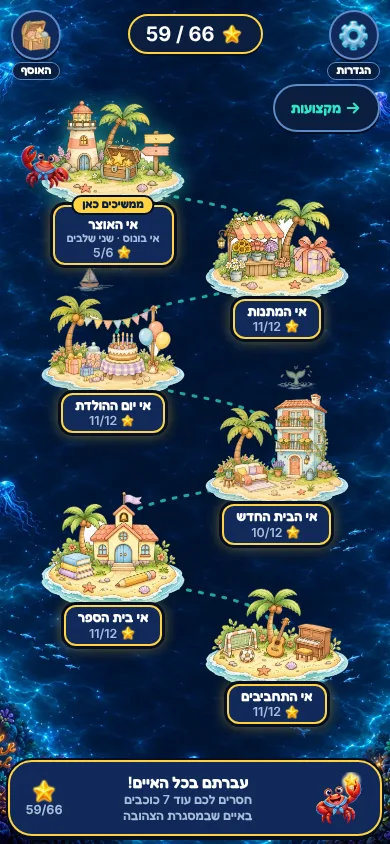 59 / 66
האוסף
הגדרות
מקצועות →
ממשיכים כאן
אי האוצר
אי בונוס · שני שלבים
5/6
אי המתנות
11/12
אי יום ההולדת
11/12
אי הבית החדש
10/12
אי בית הספר
11/12
אי התחביבים
11/12
עברתם בכל האיים!
חסרים לכם עוד 7 כוכבים
באיים שבמסגרת הצהובה
59/66